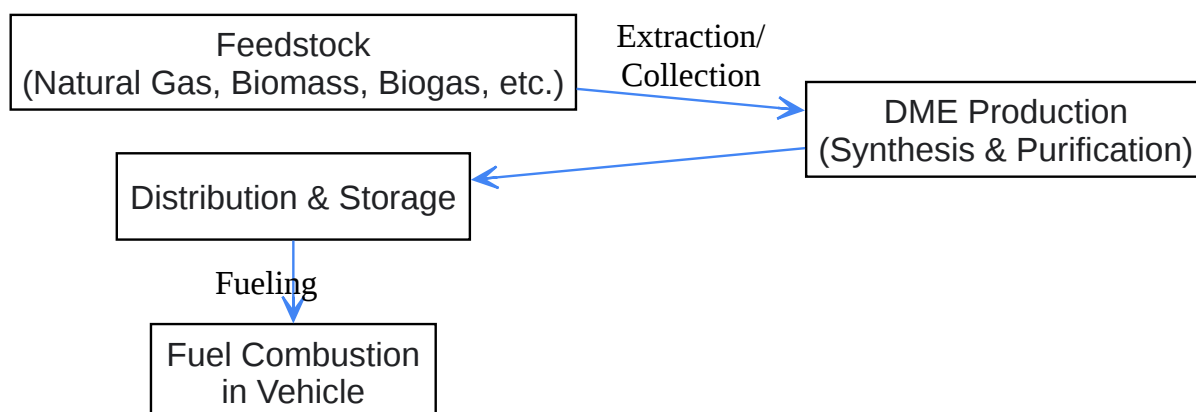 Feedstock
(Natural Gas, Biomass, Biogas, etc.)
Extraction/
Collection
DME Production
(Synthesis & Purification)
Distribution & Storage
Fueling
Fuel Combustion
in Vehicle